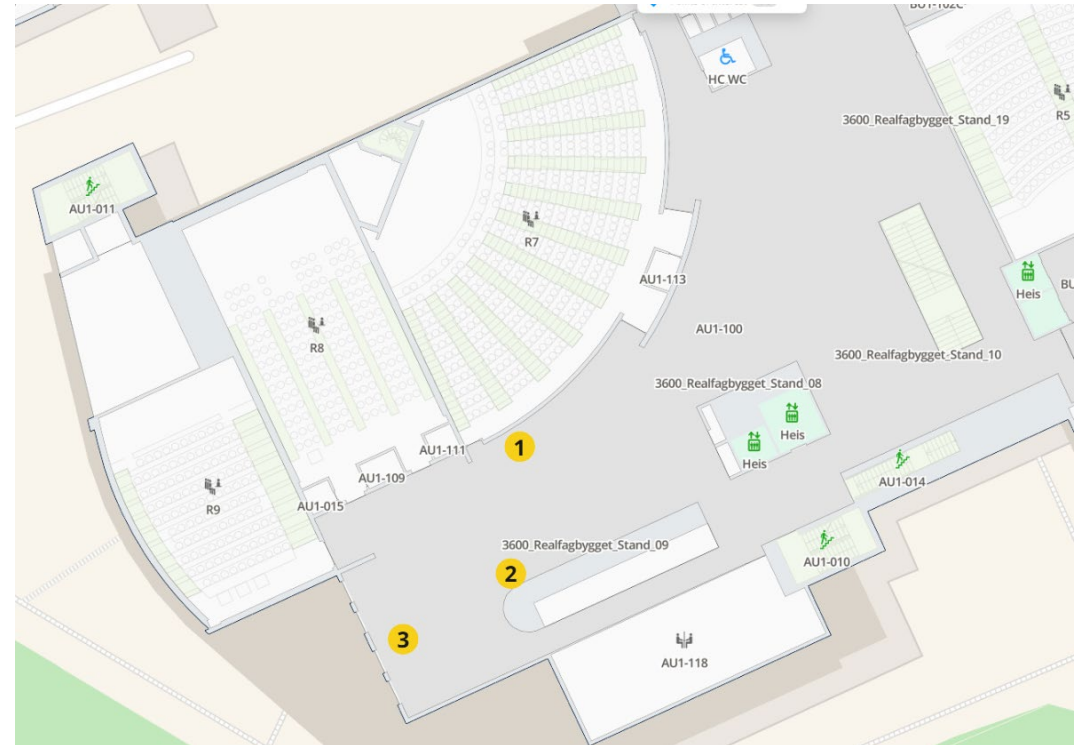 HC WC
3600_Realfagbygget_Stand_19
R5
AU1-011
R7
AU1-113
Heis
R8
AU1-100
3600_Realfagbygget_Stand_10
3600_Realfagbygget_Stand_08
Heis
Heis
AU1-111
1
AU1-109
AU1-014
R9
AU1-015
3600_Realfagbygget_Stand_09
AU1-010
2
3
AU1-118